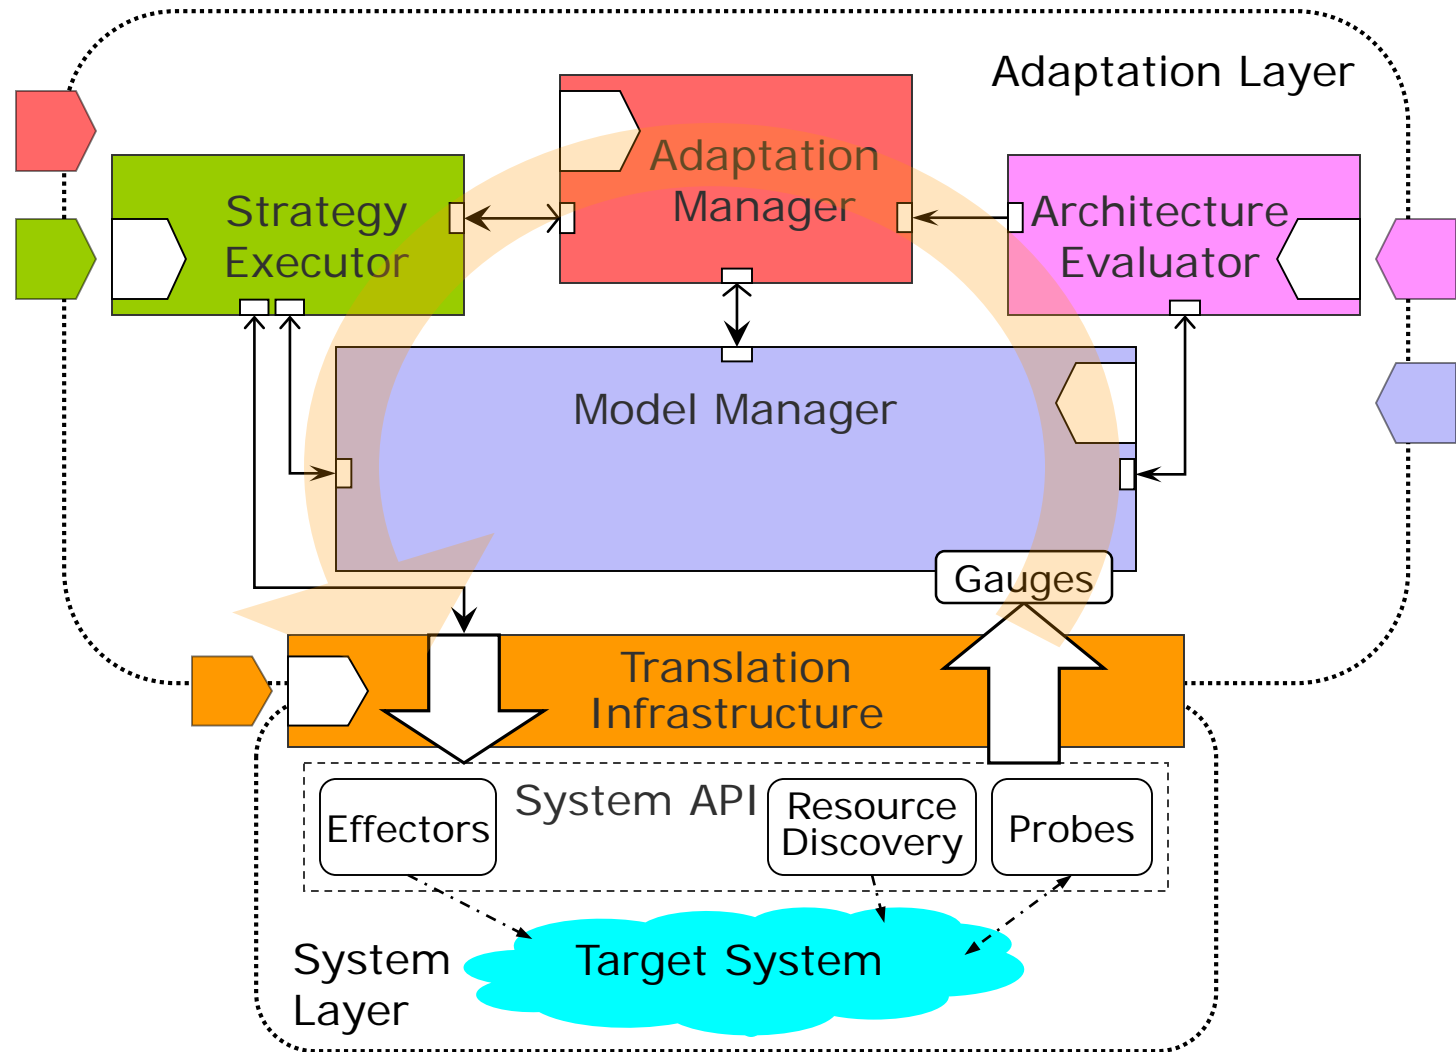 Adaptation Layer
Adaptation
Manager
Strategy
Executor
Architecture
Evaluator
Model Manager
Gauges
Translation
Infrastructure
System API
Effectors
Resource
Discovery
Probes
Target System
System
Layer